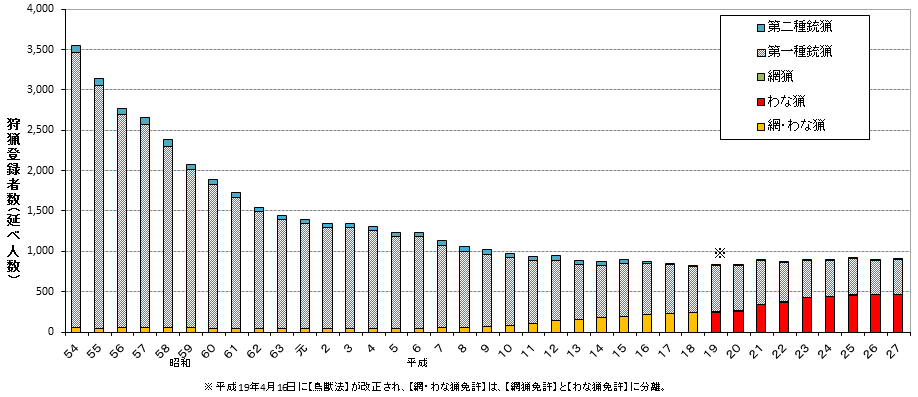 4,000
3,500
3,000
2,500
2,000
1,500
1,000
500
0
狩猟登録者数(延べ人数)
第二種銃猟
第一種銃猟
網猟
わな猟
網・わな猟
※
54 55 56 57 58 59 60 61 62 63 元 2 3 4 5 6 7 8 9 10 11 12 13 14 15 16 17 18 19 20 21 22 23 24 25 26 27
昭和 平成
※ 平成19年4月16日に【鳥獣法】が改正され、【網・わな猟免許】は、【網猟免許】と【わな猟免許】に分離。